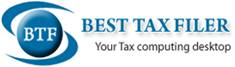 BTF
BEST TAX FILER
Your Tax computing desktop